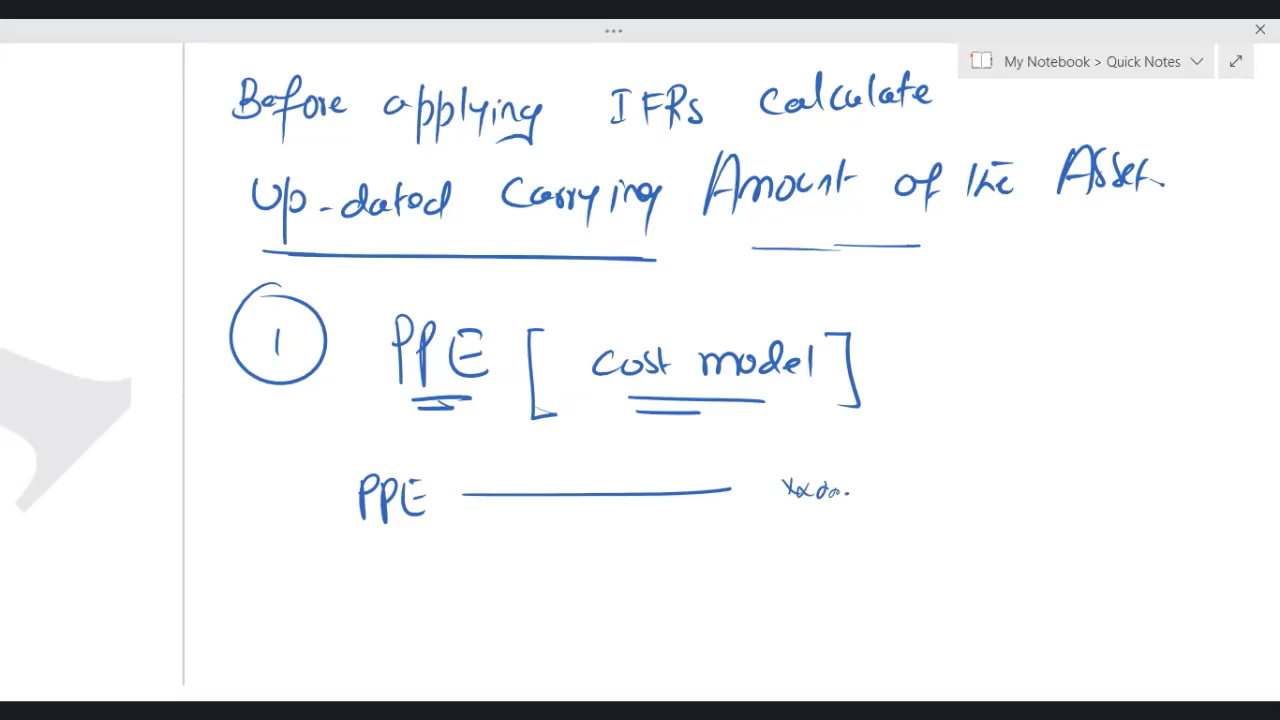 My Notebook > Quick Notes
Before applying IFRs calculate
Up-dated Carrying Amount of the Asset.
1 PPE [ cost model ]
PPE